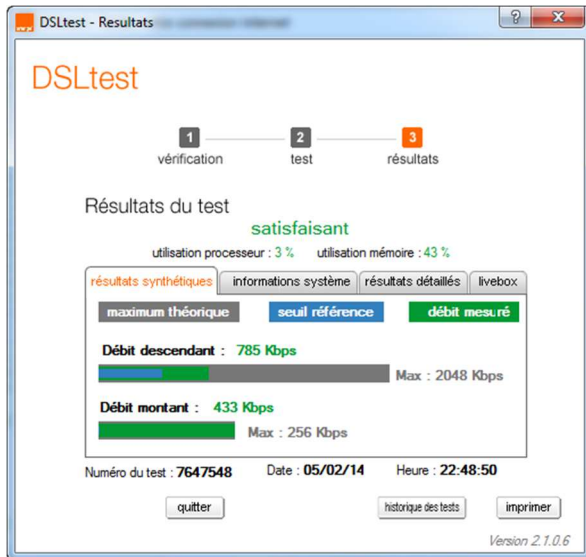 DSLtest - Resultats
DSLtest
1 2 3
vérification test résultats
Résultats du test
satisfaisant
utilisation processeur : 3 % utilisation mémoire : 43 %
résultats synthétiques informations système résultats détaillés livebox
maximum théorique seuil référence débit mesuré
Débit descendant : 785 Kbps
Max : 2048 Kbps
Débit montant : 433 Kbps
Max : 256 Kbps
Numéro du test : 7647548 Date : 05/02/14 Heure : 22:48:50
quitter historique des tests imprimer
Version 2.1.0.6